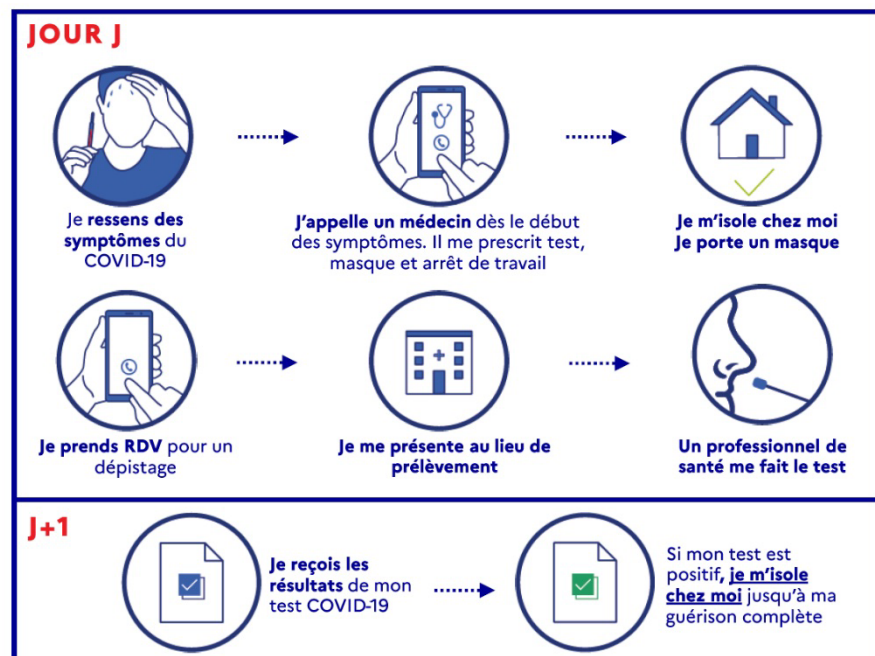 JOUR J
Je ressens des
symptômes du
COVID-19
J'appelle un médecin dès le début
des symptômes. Il me prescrit test,
masque et arrêt de travail
Je m'isole chez moi
Je porte un masque
Je prends RDV pour un
dépistage
Je me présente au lieu de
prélèvement
Un professionnel de
santé me fait le test
J+1
Je reçois les
résultats de mon
test COVID-19
Si mon test est
positif, je m'isole
chez moi jusqu'à ma
guérison complète